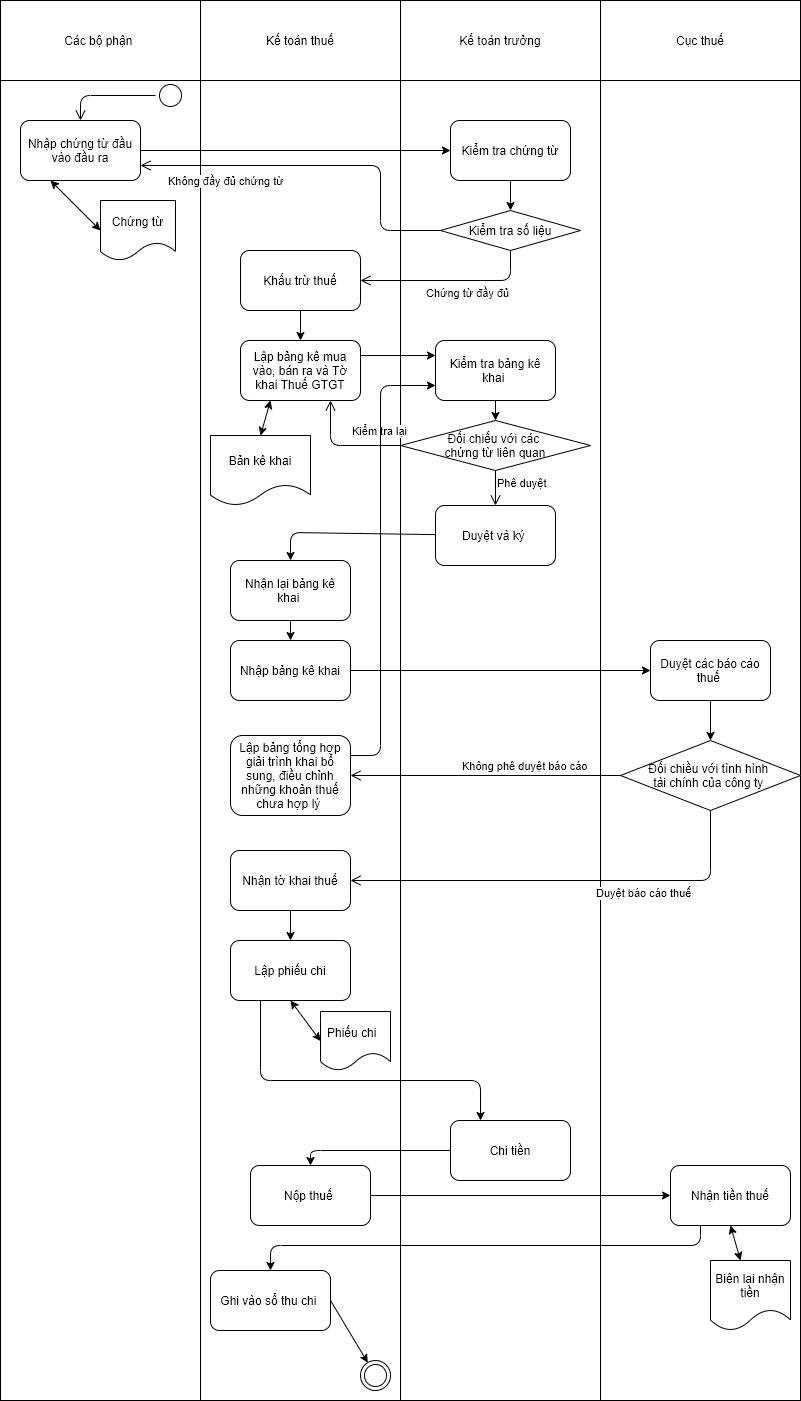 Các bộ phận
Kế toán thuế
Kế toán trưởng
Cục thuế
Nhập chứng từ đầu
vào đầu ra
Kiểm tra chứng từ
Không đầy đủ chứng từ
Chứng từ
Kiểm tra số liệu
Khấu trừ thuế
Chứng từ đầy đủ
Lập bảng kê mua
vào, bán ra và Tờ
khai Thuế GTGT
Kiểm tra bảng kê
khai
Kiểm tra lại
Đối chiếu với các
chứng từ liên quan
Bản kê khai
Phê duyệt
Duyệt và ký
Nhận lại bảng kê
khai
Nhập bảng kê khai
Duyệt các báo cáo
thuế
Lập bảng tổng hợp
giải trình khai bổ
sung, điều chỉnh
những khoản thuế
chưa hợp lý
Không phê duyệt báo cáo
Đối chiều với tình hình
tài chính của công ty
Nhận tờ khai thuế
Duyệt báo cáo thuế
Lập phiếu chi
Phiếu chi
Chi tiền
Nộp thuế
Nhận tiền thuế
Biên lai nhận
tiền
Ghi vào sổ thu chi